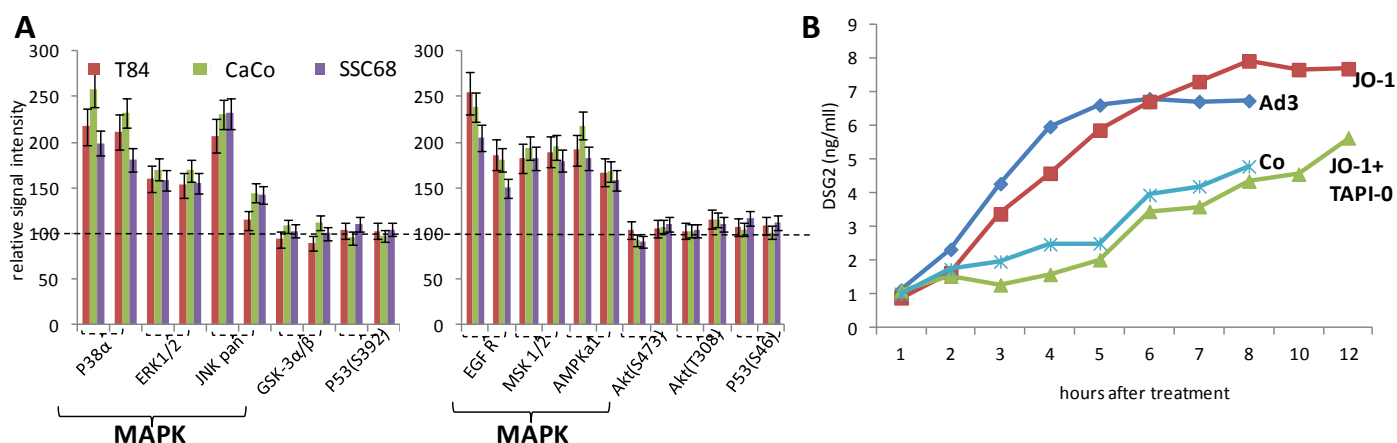 A
relative signal intensity
300
250
200
150
100
50
0
T84
CaCo
SSC68
P38α
ERK1/2
JNK pan
GSK-3α/β
P53(S392)
MAPK
300
250
200
150
100
50
0
EGF R
MSK 1/2
AMPKa1
Akt(S473)
Akt(T308)
P53(S46)
MAPK
B
DSG2 (ng/mll)
9
8
7
6
5
4
3
2
1
0
JO-1
Ad3
Co
JO-1+
TAPI-0
1 2 3 4 5 6 7 8 10 12
hours after treatment